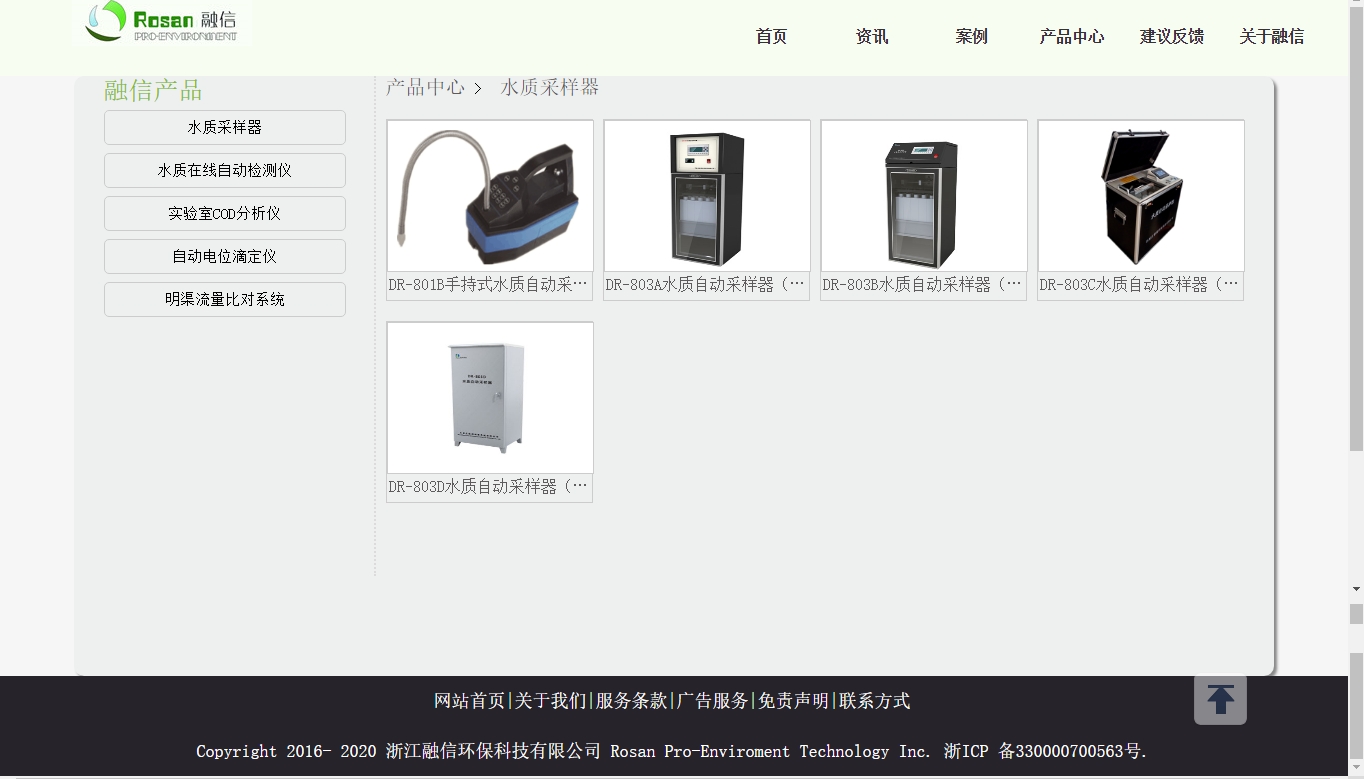 Rosan 融信
PRO-ENVIRONMENT
首页 资讯 案例 产品中心 建议反馈 关于融信
融信产品
水质采样器
水质在线自动检测仪
实验室COD分析仪
自动电位滴定仪
明渠流量比对系统
产品中心 > 水质采样器
DR-801B手持式水质自动采…
DR-803A水质自动采样器（…
DR-803B水质自动采样器（…
DR-803C水质自动采样器（…
DR-803D
水质自动采样器
DR-803D水质自动采样器（…
网站首页|关于我们|服务条款|广告服务|免责声明|联系方式
Copyright 2016- 2020 浙江融信环保科技有限公司 Rosan Pro-Enviroment Technology Inc. 浙ICP 备330000700563号.